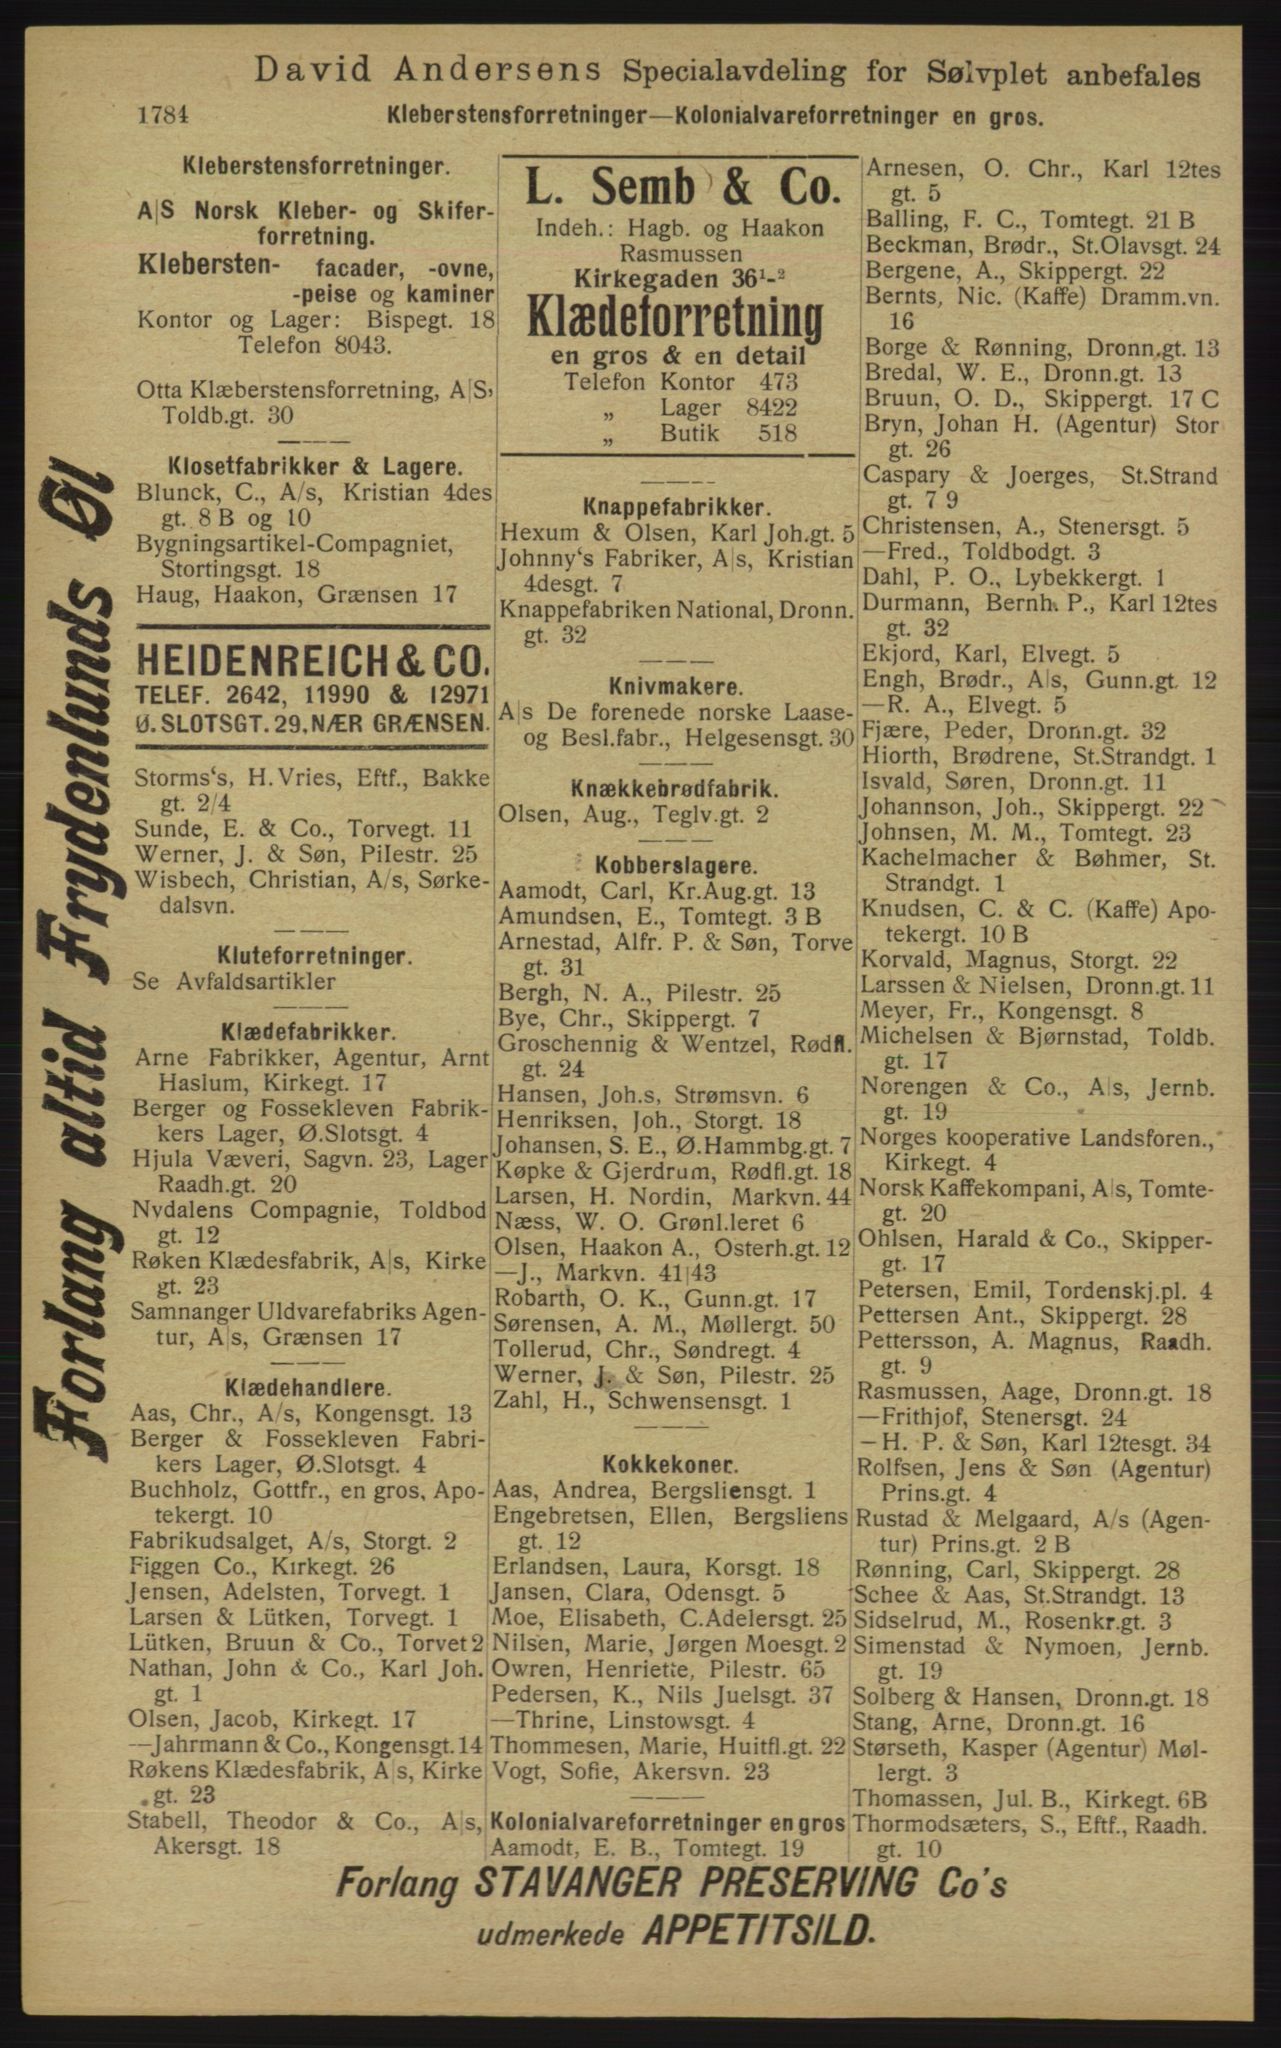 David Andersens Specialavdeling for Sølvplet anbefales
1784
Kleberstensforretninger—Kolonialvareforretninger en gros.
Forlang altid Frydenlunds Øl
Kleberstensforretninger.
A|S Norsk Kleber- og Skifer-
forretning.
Klebersten- facader, -ovne,
-peise og kaminer
Kontor og Lager: Bispegt. 18
Telefon 8043.
Otta Klæberstensforretning, A|S,
Toldb.gt. 30
Klosetfabrikker & Lagere.
Blunck, C., A/s, Kristian 4des
gt. 8 B og 10
Bygningsartikel-Compagniet,
Stortingsgt. 18
Haug, Haakon, Grænsen 17
HEIDENREICH & CO.
TELEF. 2642, 11990 & 12971
Ø. SLOTSGT. 29, NÆR GRÆNSEN.
Storms‘s, H. Vries, Eftf., Bakke
gt. 2/4
Sunde, E. & Co., Torvegt. 11
Werner, J. & Søn, Pilestr. 25
Wisbech, Christian, A/s, Sørke-
dalsvn.
Kluteforretninger.
Se Avfaldsartikler
Klædefabrikker.
Arne Fabrikker, Agentur, Arnt
Haslum, Kirkegt. 17
Berger og Fossekleven Fabrik-
kers Lager, Ø.Slotsgt. 4
Hjula Væveri, Sagvn. 23, Lager
Raadh.gt. 20
Nydalens Compagnie, Toldbod
gt. 12
Røken Klædesfabrik, A|s, Kirke
gt. 23
Samnanger Uldvarefabriks Agen-
tur, A|s, Grænsen 17
Klædehandlere.
Aas, Chr., A/s, Kongensgt. 13
Berger & Fossekleven Fabri-
kers Lager, Ø.Slotsgt. 4
Buchholz, Gottfr., en gros, Apo-
tekergt. 10
Fabrikudsalget, A/s, Storgt. 2
Figgen Co., Kirkegt. 26
Jensen, Adelsten, Torvegt. 1
Larsen & Lütken, Torvegt. 1
Lütken, Bruun & Co., Torvet 2
Nathan, John & Co., Karl Joh.
gt. 1
Olsen, Jacob, Kirkegt. 17
—Jahrmann & Co., Kongensgt. 14
Røkens Klædesfabrik, A|s, Kirke
gt. 23
Stabell, Theodor & Co., A|s,
Akersgt. 18
L. Semb & Co.
Indeh.: Hagb. og Haakon
Rasmussen
Kirkegaden 36¹-²
Klædeforretning
en gros & en detail
Telefon Kontor 473
„ Lager 8422
„ Butik 518
Knappefabrikker.
Hexum & Olsen, Karl Joh.gt. 5
Johnny‘s Fabriker, A|s, Kristian
4desgt. 7
Knappefabriken National, Dronn.
gt. 32
Knivmakere.
A|s De forenede norske Laase-
og Besl.fabr., Helgesensgt. 30
Knækkebrødfabrik.
Olsen, Aug., Teglv.gt. 2
Kobberslagere.
Aamodt, Carl, Kr.Aug.gt. 13
Amundsen, E., Tomtegt. 3 B
Arnestad, Alfr. P. & Søn, Torve
gt. 31
Bergh, N. A., Pilestr. 25
Bye, Chr., Skippergt. 7
Groschennig & Wentzel, Rødfl.
gt. 24
Hansen, Joh.s, Strømsvn. 6
Henriksen, Joh., Storgt. 18
Johansen, S. E., Ø.Hammbg.gt. 7
Køpke & Gjerdrum, Rødfl.gt. 18
Larsen, H. Nordin, Markvn. 44
Næss, W. O. Grønl.leret 6
Olsen, Haakon A., Osterh.gt. 12
—J., Markvn. 41|43
Robarth, O. K., Gunn.gt. 17
Sørensen, A. M., Møllergt. 50
Tollerud, Chr., Søndregt. 4
Werner, J. & Søn, Pilestr. 25
Zahl, H., Schwensensgt. 1
Kokkekoner.
Aas, Andrea, Bergsliensgt. 1
Engebretsen, Ellen, Bergsliens
gt. 12
Erlandsen, Laura, Korsgt. 18
Jansen, Clara, Odensgt. 5
Moe, Elisabeth, C.Adelersgt. 25
Nilsen, Marie, Jørgen Moesgt. 2
Owren, Henriette, Pilestr. 65
Pedersen, K., Nils Juelsgt. 37
—Thrine, Linstowsgt. 4
Thommesen, Marie, Huitfl.gt. 22
Vogt, Sofie, Akersvn. 23
Kolonialvareforretninger en gros
Aamodt, E. B., Tomtegt. 19
Arnesen, O. Chr., Karl 12tes
gt. 5
Balling, F. C., Tomtegt. 21 B
Beckman, Brødr., St.Olavsgt. 24
Bergene, A., Skippergt. 22
Bernts, Nic. (Kaffe) Dramm.vn.
16
Borge & Rønning, Dronn.gt. 13
Bredal, W. E., Dronn.gt. 13
Bruun, O. D., Skippergt. 17 C
Bryn, Johan H. (Agentur) Stor
gt. 26
Caspary & Joerges, St.Strand
gt. 7 9
Christensen, A., Stenersgt. 5
—Fred., Toldbodgt. 3
Dahl, P. O., Lybekkergt. 1
Durmann, Bernh. P., Karl 12tes
gt. 32
Ekjord, Karl, Elvegt. 5
Engh, Brødr., A|s, Gunn.gt. 12
—R. A., Elvegt. 5
Fjære, Peder, Dronn.gt. 32
Hiorth, Brødrene, St.Strandgt. 1
Isvald, Søren, Dronn.gt. 11
Johannson, Joh., Skippergt. 22
Johnsen, M. M., Tomtegt. 23
Kachelmacher & Bøhmer, St.
Strandgt. 1
Knudsen, C. & C. (Kaffe) Apo-
tekergt. 10 B
Korvald, Magnus, Storgt. 22
Larssen & Nielsen, Dronn.gt. 11
Meyer, Fr., Kongensgt. 8
Michelsen & Bjørnstad, Toldb.
gt. 17
Norengen & Co., A|s, Jernb.
gt. 19
Norges kooperative Landsforen.,
Kirkegt. 4
Norsk Kaffekompani, A|s, Tomte-
gt. 20
Ohlsen, Harald & Co., Skipper-
gt. 17
Petersen, Emil, Tordenskj.pl. 4
Pettersen Ant., Skippergt. 28
Pettersson, A. Magnus, Raadh.
gt. 9
Rasmussen, Aage, Dronn.gt. 18
—Frithjof, Stenersgt. 24
—H. P. & Søn, Karl 12tesgt. 34
Rolfsen, Jens & Søn (Agentur)
Prins.gt. 4
Rustad & Melgaard, A/s (Agen-
tur) Prins.gt. 2 B
Rønning, Carl, Skippergt. 28
Schee & Aas, St.Strandgt. 13
Sidselrud, M., Rosenkr.gt. 3
Simenstad & Nymoen, Jernb.
gt. 19
Solberg & Hansen, Dronn.gt. 18
Stang, Arne, Dronn.gt. 16
Størseth, Kasper (Agentur) Møl-
lergt. 3
Thomassen, Jul. B., Kirkegt. 6B
Thormodsæters, S., Eftf., Raadh.
gt. 10
Forlang STAVANGER PRESERVING Co's
udmerkede APPETITSILD.